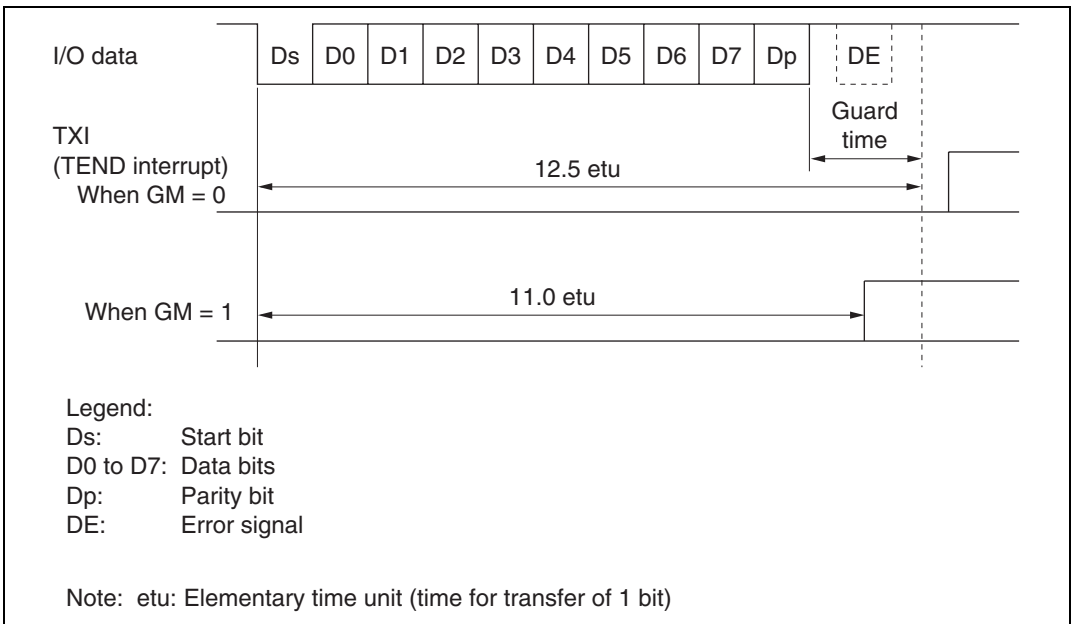 I/O data
Ds D0 D1 D2 D3 D4 D5 D6 D7 Dp DE
Guard
time
TXI
(TEND interrupt)
When GM = 0
12.5 etu
When GM = 1
11.0 etu
Legend:
Ds: Start bit
D0 to D7: Data bits
Dp: Parity bit
DE: Error signal
Note: etu: Elementary time unit (time for transfer of 1 bit)